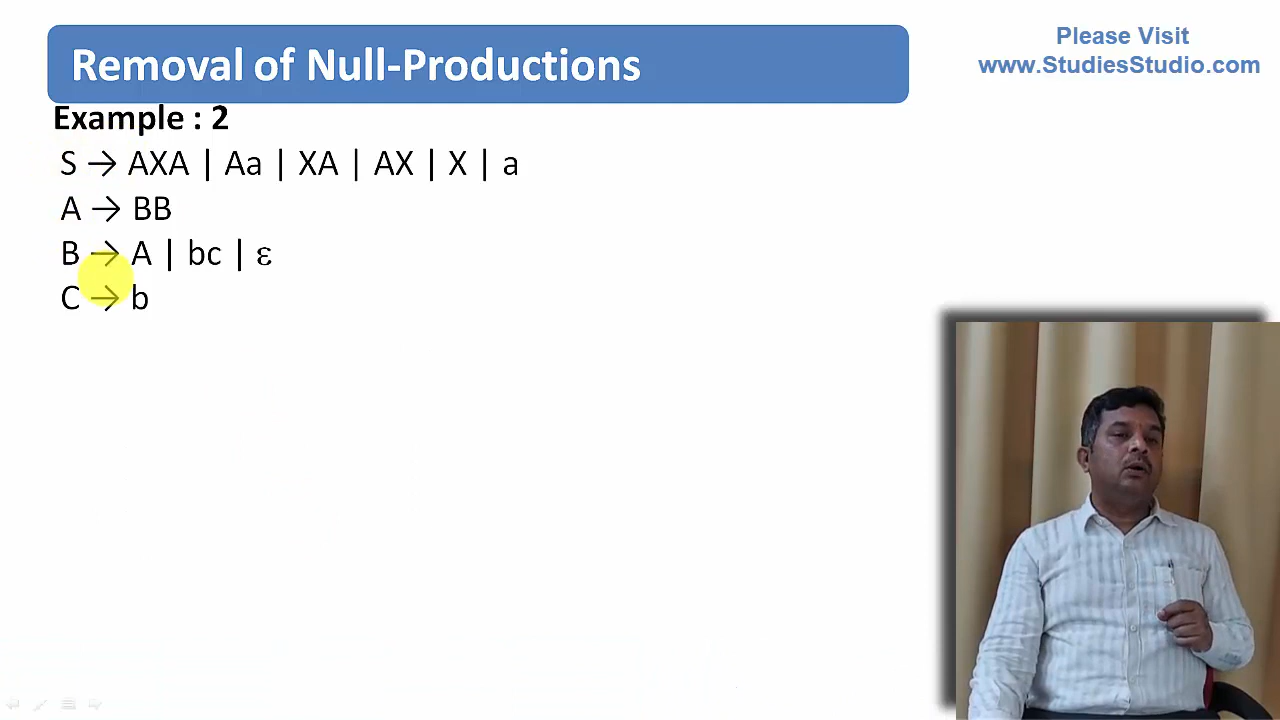 Removal of Null-Productions
Please Visit
www.StudiesStudio.com
Example : 2
S → AXA | Aa | XA | AX | X | a
A → BB
B → A | bc | ε
C → b